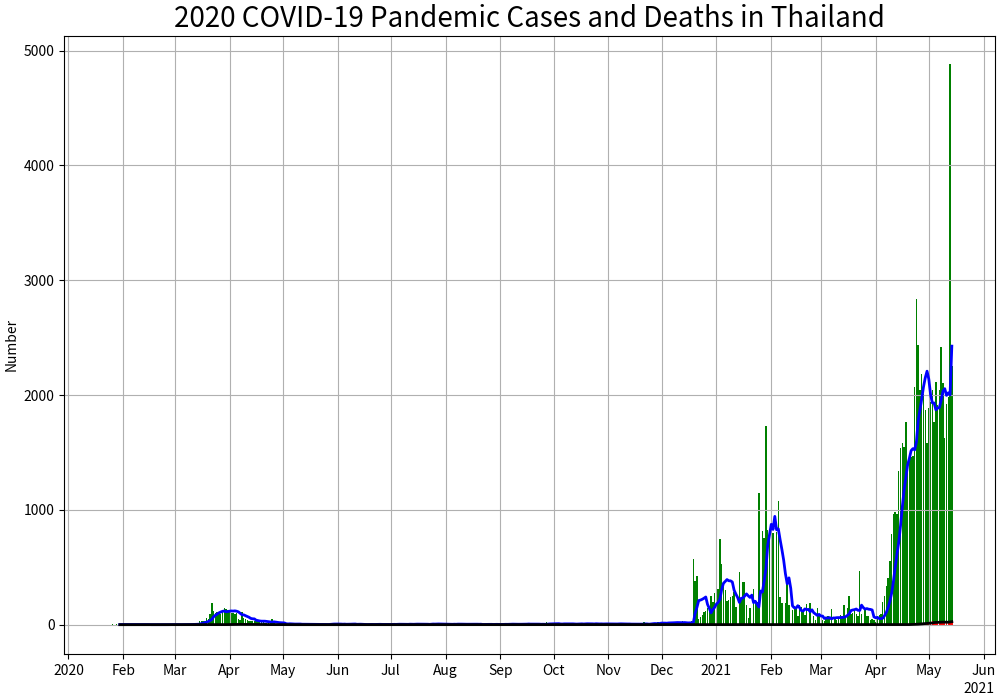 2020 COVID-19 Pandemic Cases and Deaths in Thailand
5000
4000
3000
2000
1000
0
Number
2020 Feb Mar Apr May Jun Jul Aug Sep Oct Nov Dec 2021 Feb Mar Apr May Jun
2021